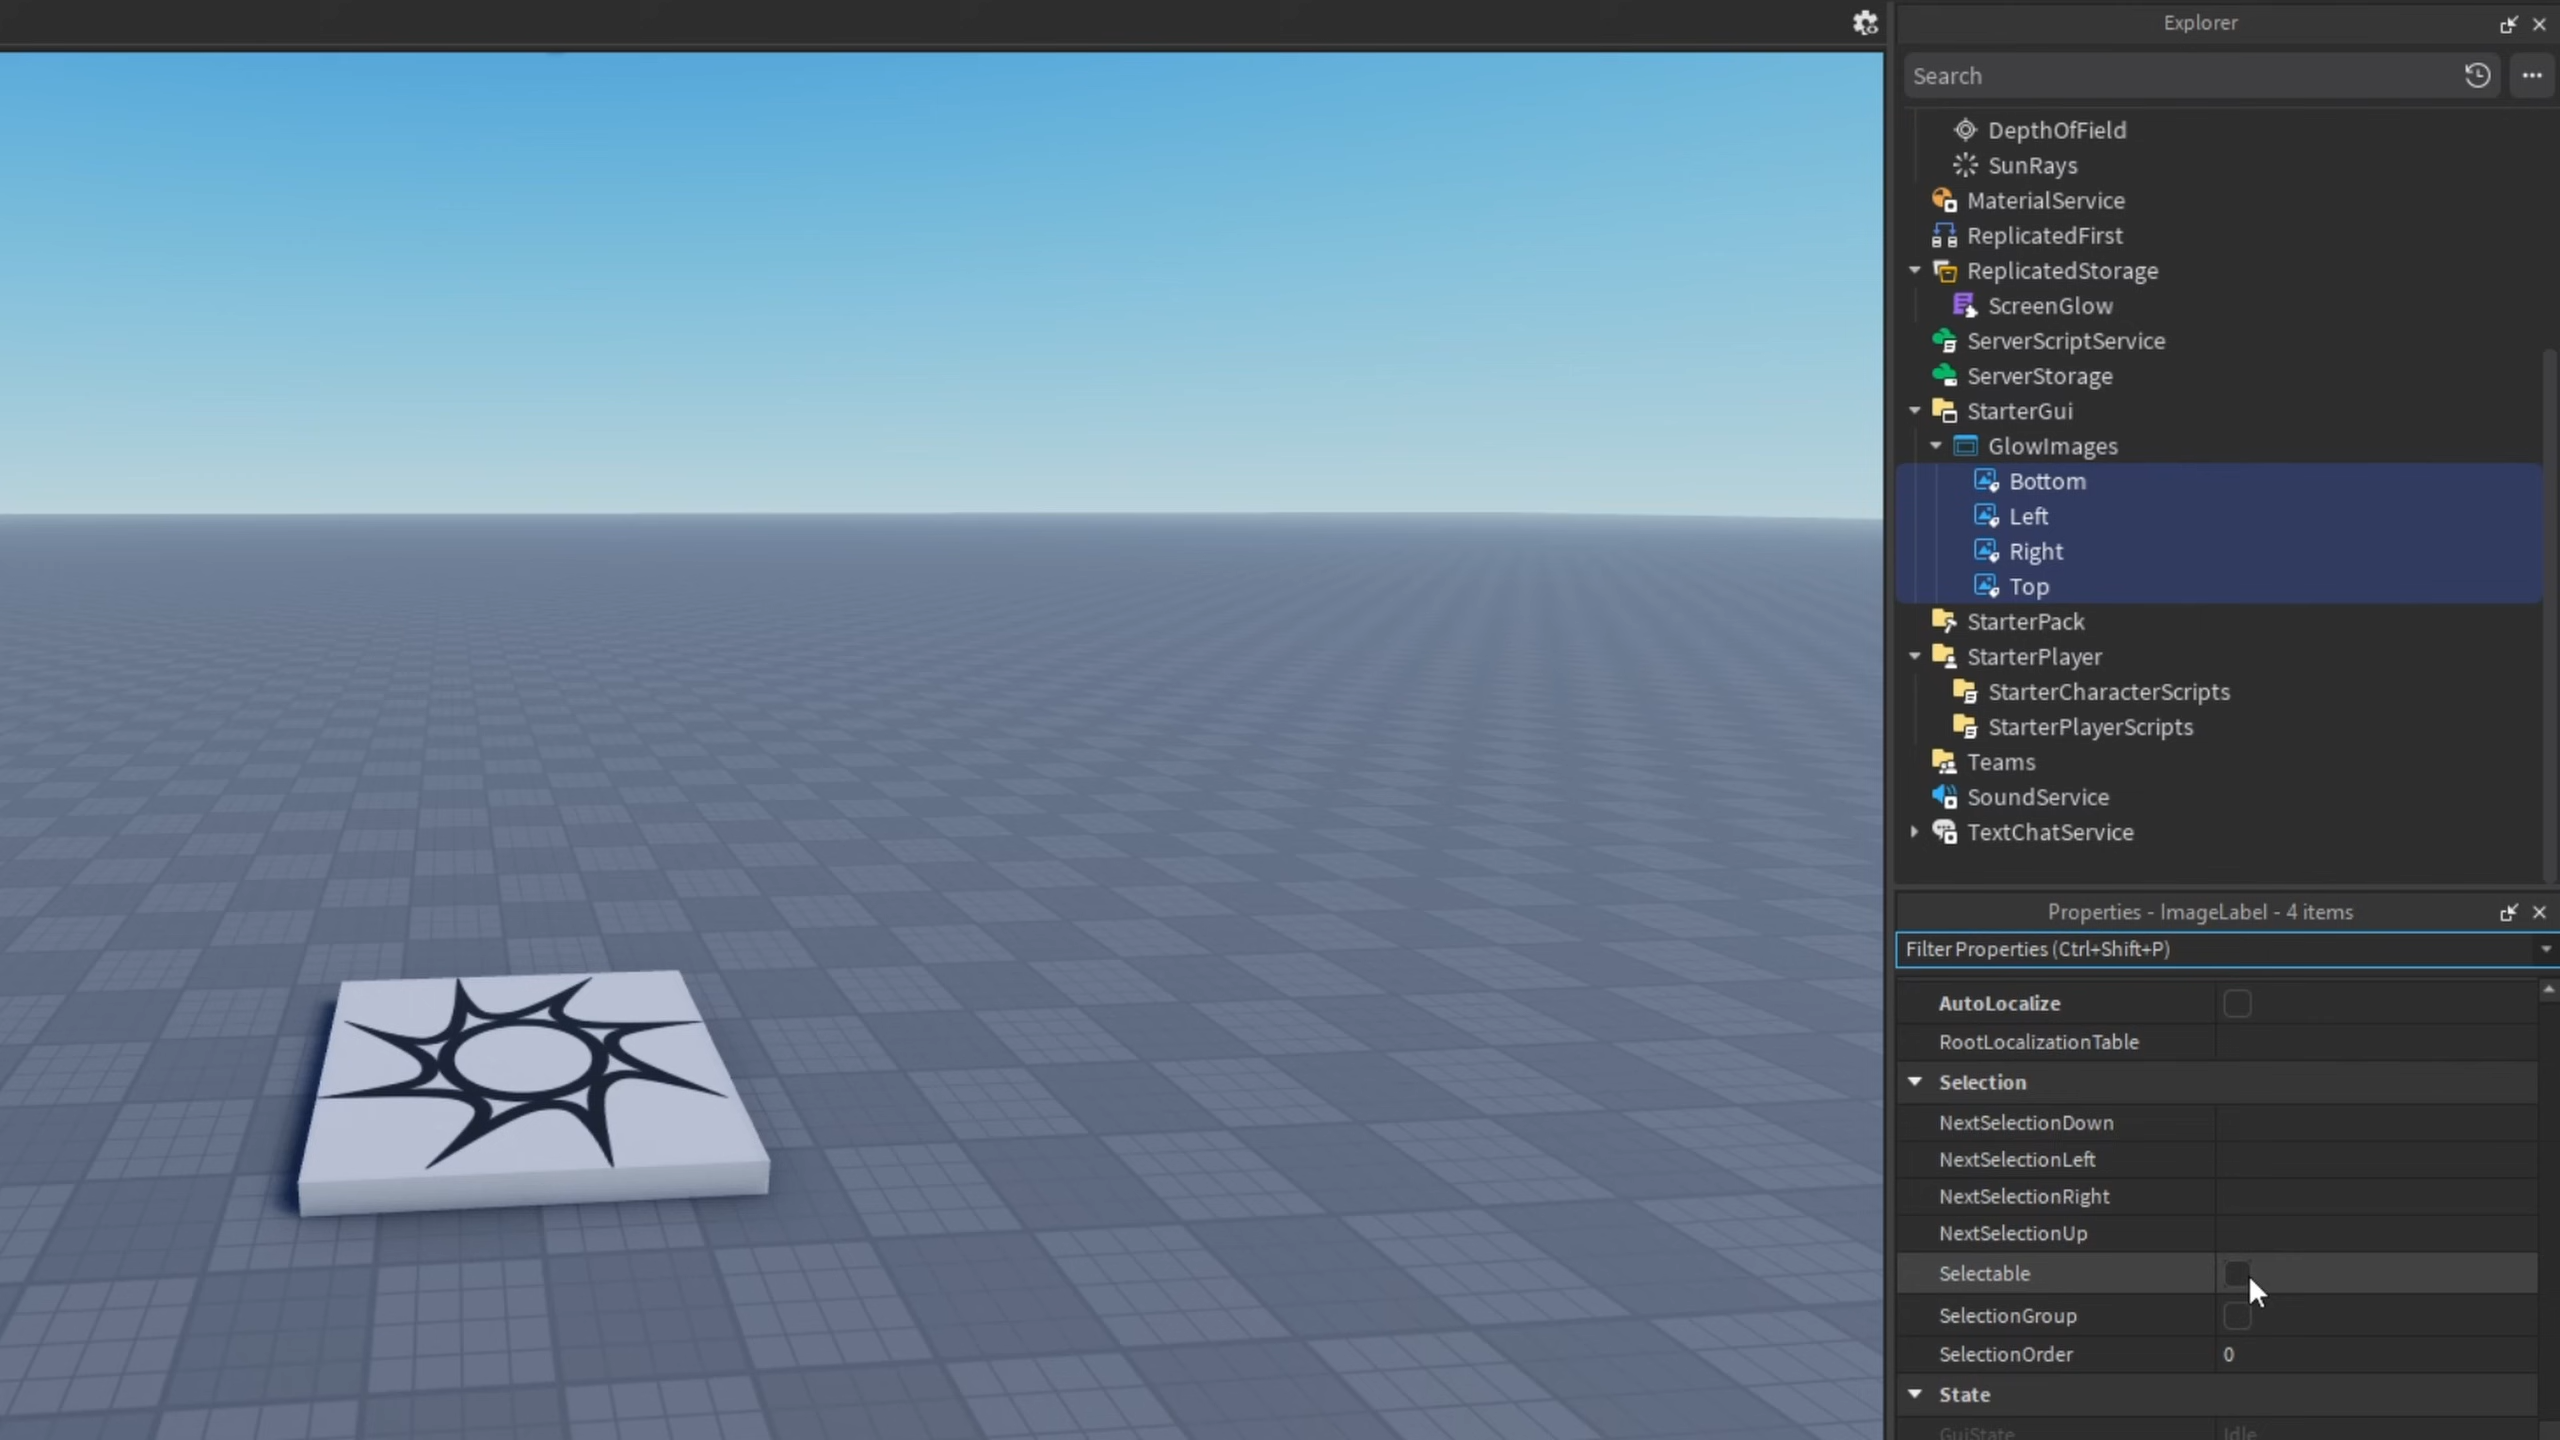 Explorer
Search
DepthOfField
SunRays
MaterialService
ReplicatedFirst
ReplicatedStorage
ScreenGlow
ServerScriptService
ServerStorage
StarterGui
GlowImages
Bottom
Left
Right
Top
StarterPack
StarterPlayer
StarterCharacterScripts
StarterPlayerScripts
Teams
SoundService
TextChatService
Properties - ImageLabel - 4 items
Filter Properties (Ctrl+Shift+P)
AutoLocalize
RootLocalizationTable
Selection
NextSelectionDown
NextSelectionLeft
NextSelectionRight
NextSelectionUp
Selectable
SelectionGroup
SelectionOrder 0
State
GuiState Idle